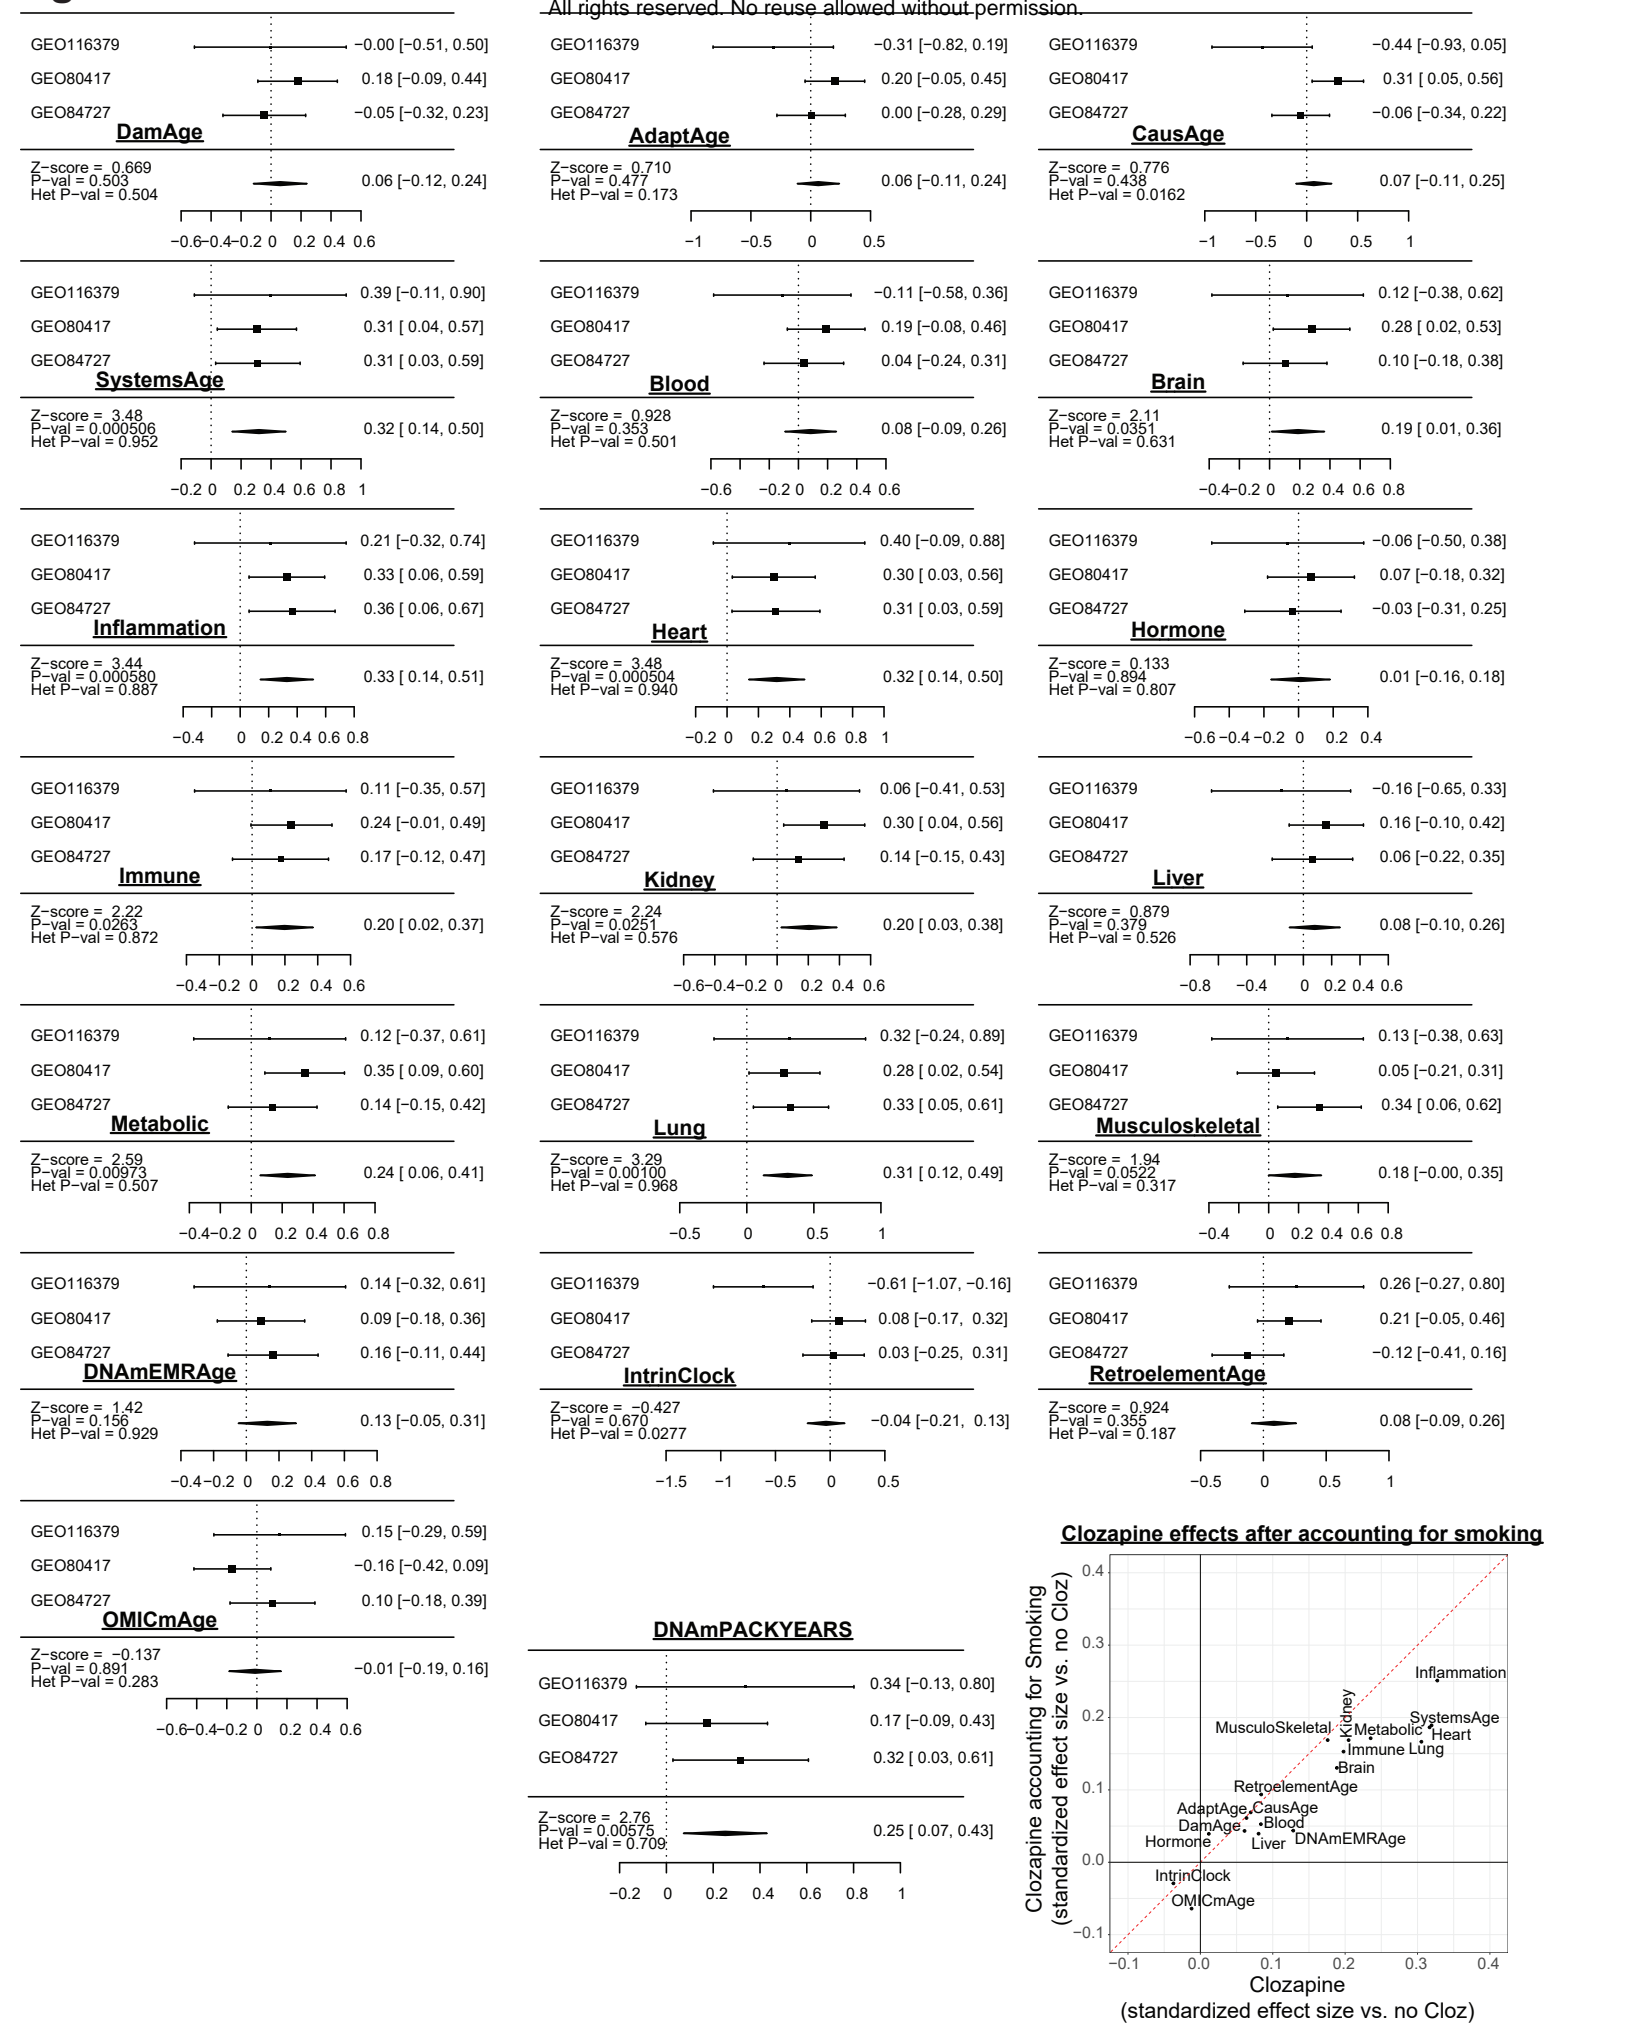 All rights reserved. No reuse allowed without permission.
GEO116379 −0.00 [−0.51, 0.50]
GEO80417 0.18 [−0.09, 0.44]
GEO84727 −0.05 [−0.32, 0.23]
DamAge
Z−score = 0.669
P−val = 0.503
Het P−val = 0.504
0.06 [−0.12, 0.24]
−0.6 −0.4 −0.2 0 0.2 0.4 0.6
GEO116379 −0.31 [−0.82, 0.19]
GEO80417 0.20 [−0.05, 0.45]
GEO84727 0.00 [−0.28, 0.29]
AdaptAge
Z−score = 0.710
P−val = 0.477
Het P−val = 0.173
0.06 [−0.11, 0.24]
−1 −0.5 0 0.5
GEO116379 −0.44 [−0.93, 0.05]
GEO80417 0.31 [ 0.05, 0.56]
GEO84727 −0.06 [−0.34, 0.22]
CausAge
Z−score = 0.776
P−val = 0.438
Het P−val = 0.0162
0.07 [−0.11, 0.25]
−1 −0.5 0 0.5 1
GEO116379 0.39 [−0.11, 0.90]
GEO80417 0.31 [ 0.04, 0.57]
GEO84727 0.31 [ 0.03, 0.59]
SystemsAge
Z−score = 3.48
P−val = 0.000506
Het P−val = 0.952
0.32 [ 0.14, 0.50]
−0.2 0 0.2 0.4 0.6 0.8 1
GEO116379 −0.11 [−0.58, 0.36]
GEO80417 0.19 [−0.08, 0.46]
GEO84727 0.04 [−0.24, 0.31]
Blood
Z−score = 0.928
P−val = 0.353
Het P−val = 0.501
0.08 [−0.09, 0.26]
−0.6 −0.2 0 0.2 0.4 0.6
GEO116379 0.12 [−0.38, 0.62]
GEO80417 0.28 [ 0.02, 0.53]
GEO84727 0.10 [−0.18, 0.38]
Brain
Z−score = 2.11
P−val = 0.0351
Het P−val = 0.631
0.19 [ 0.01, 0.36]
−0.4 −0.2 0 0.2 0.4 0.6 0.8
GEO116379 0.21 [−0.32, 0.74]
GEO80417 0.33 [ 0.06, 0.59]
GEO84727 0.36 [ 0.06, 0.67]
Inflammation
Z−score = 3.44
P−val = 0.000580
Het P−val = 0.887
0.33 [ 0.14, 0.51]
−0.4 0 0.2 0.4 0.6 0.8
GEO116379 0.40 [−0.09, 0.88]
GEO80417 0.30 [ 0.03, 0.56]
GEO84727 0.31 [ 0.03, 0.59]
Heart
Z−score = 3.48
P−val = 0.000504
Het P−val = 0.940
0.32 [ 0.14, 0.50]
−0.2 0 0.2 0.4 0.6 0.8 1
GEO116379 −0.06 [−0.50, 0.38]
GEO80417 0.07 [−0.18, 0.32]
GEO84727 −0.03 [−0.31, 0.25]
Hormone
Z−score = 0.133
P−val = 0.894
Het P−val = 0.807
0.01 [−0.16, 0.18]
−0.6 −0.4 −0.2 0 0.2 0.4
GEO116379 0.11 [−0.35, 0.57]
GEO80417 0.24 [−0.01, 0.49]
GEO84727 0.17 [−0.12, 0.47]
Immune
Z−score = 2.22
P−val = 0.0263
Het P−val = 0.872
0.20 [ 0.02, 0.37]
−0.4 −0.2 0 0.2 0.4 0.6
GEO116379 0.06 [−0.41, 0.53]
GEO80417 0.30 [ 0.04, 0.56]
GEO84727 0.14 [−0.15, 0.43]
Kidney
Z−score = 2.24
P−val = 0.0251
Het P−val = 0.576
0.20 [ 0.03, 0.38]
−0.6 −0.4 −0.2 0 0.2 0.4 0.6
GEO116379 −0.16 [−0.65, 0.33]
GEO80417 0.16 [−0.10, 0.42]
GEO84727 0.06 [−0.22, 0.35]
Liver
Z−score = 0.879
P−val = 0.379
Het P−val = 0.526
0.08 [−0.10, 0.26]
−0.8 −0.4 0 0.2 0.4 0.6
GEO116379 0.12 [−0.37, 0.61]
GEO80417 0.35 [ 0.09, 0.60]
GEO84727 0.14 [−0.15, 0.42]
Metabolic
Z−score = 2.59
P−val = 0.00973
Het P−val = 0.507
0.24 [ 0.06, 0.41]
−0.4 −0.2 0 0.2 0.4 0.6 0.8
GEO116379 0.32 [−0.24, 0.89]
GEO80417 0.28 [ 0.02, 0.54]
GEO84727 0.33 [ 0.05, 0.61]
Lung
Z−score = 3.29
P−val = 0.00100
Het P−val = 0.968
0.31 [ 0.12, 0.49]
−0.5 0 0.5 1
GEO116379 0.13 [−0.38, 0.63]
GEO80417 0.05 [−0.21, 0.31]
GEO84727 0.34 [ 0.06, 0.62]
Musculoskeletal
Z−score = 1.94
P−val = 0.0522
Het P−val = 0.317
0.18 [−0.00, 0.35]
−0.4 0 0.2 0.4 0.6 0.8
GEO116379 0.14 [−0.32, 0.61]
GEO80417 0.09 [−0.18, 0.36]
GEO84727 0.16 [−0.11, 0.44]
DNAmEMRAge
Z−score = 1.42
P−val = 0.156
Het P−val = 0.929
0.13 [−0.05, 0.31]
−0.4 −0.2 0 0.2 0.4 0.6 0.8
GEO116379 −0.61 [−1.07, −0.16]
GEO80417 0.08 [−0.17, 0.32]
GEO84727 0.03 [−0.25, 0.31]
IntrinClock
Z−score = −0.427
P−val = 0.670
Het P−val = 0.0277
−0.04 [−0.21, 0.13]
−1.5 −1 −0.5 0 0.5
GEO116379 0.26 [−0.27, 0.80]
GEO80417 0.21 [−0.05, 0.46]
GEO84727 −0.12 [−0.41, 0.16]
RetroelementAge
Z−score = 0.924
P−val = 0.355
Het P−val = 0.187
0.08 [−0.09, 0.26]
−0.5 0 0.5 1
GEO116379 0.15 [−0.29, 0.59]
GEO80417 −0.16 [−0.42, 0.09]
GEO84727 0.10 [−0.18, 0.39]
OMICmAge
Z−score = −0.137
P−val = 0.891
Het P−val = 0.283
−0.01 [−0.19, 0.16]
−0.6 −0.4 −0.2 0 0.2 0.4 0.6
DNAmPACKYEARS
GEO116379 0.34 [−0.13, 0.80]
GEO80417 0.17 [−0.09, 0.43]
GEO84727 0.32 [ 0.03, 0.61]
Z−score = 2.76
P−val = 0.00575
Het P−val = 0.709
0.25 [ 0.07, 0.43]
−0.2 0 0.2 0.4 0.6 0.8 1
Clozapine effects after accounting for smoking
Clozapine accounting for Smoking
(standardized effect size vs. no Cloz)
0.4
0.3
0.2
0.1
0.0
−0.1
Inflammation
Kidney
SystemsAge
MusculoSkeletal
Metabolic
Heart
Immune
Lung
Brain
RetroelementAge
AdaptAge
CausAge
DamAge
Blood
Hormone
Liver
DNAmEMRAge
IntrinClock
OMICmAge
−0.1 0.0 0.1 0.2 0.3 0.4
Clozapine
(standardized effect size vs. no Cloz)